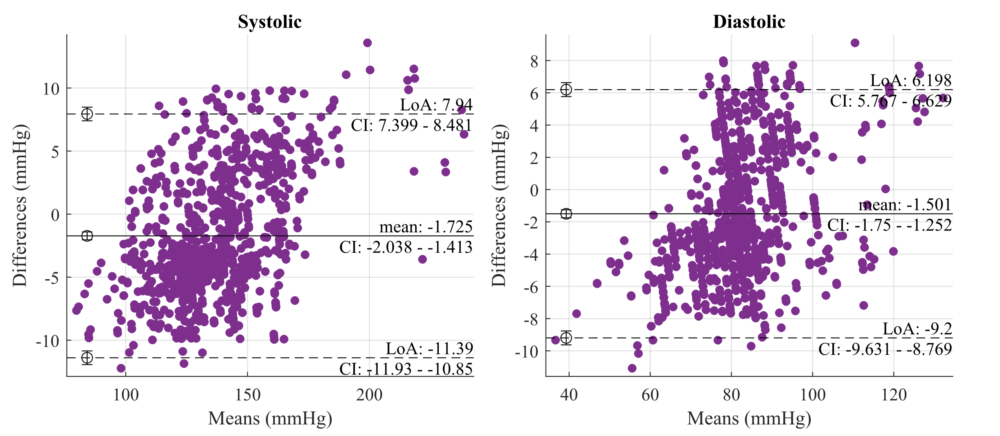 Systolic
Differences (mmHg)
10
5
0
-5
-10
LoA: 7.94
CI: 7.399 - 8.481
mean: -1.725
CI: -2.038 - -1.413
LoA: -11.39
CI: -11.93 - -10.85
100 150 200
Means (mmHg)
Diastolic
Differences (mmHg)
8
6
4
2
0
-2
-4
-6
-8
-10
LoA: 6.198
CI: 5.767 - 6.629
mean: -1.501
CI: -1.75 - -1.252
LoA: -9.2
CI: -9.631 - -8.769
40 60 80 100 120
Means (mmHg)